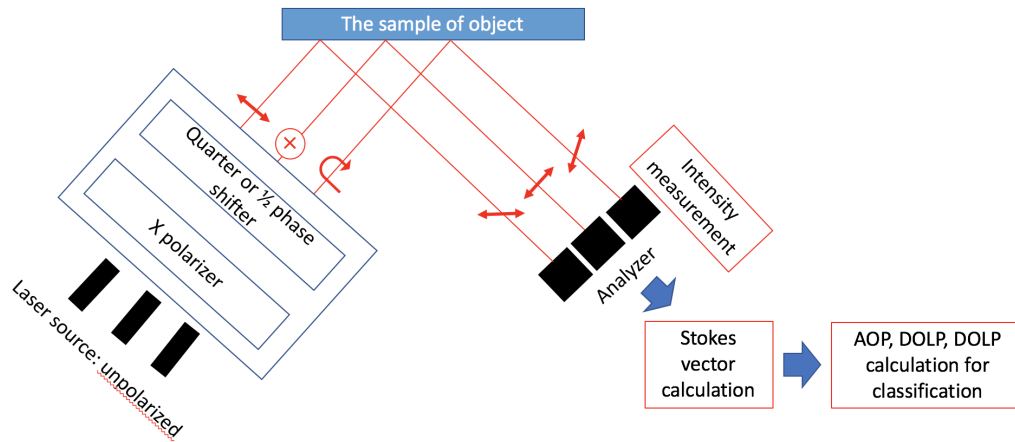 The sample of object
Quarter or ½ phase
shifter
X polarizer
Laser source: unpolarized
Intensity
measurement
Analyzer
Stokes
vector
calculation
AOP, DOLP, DOLP
calculation for
classification